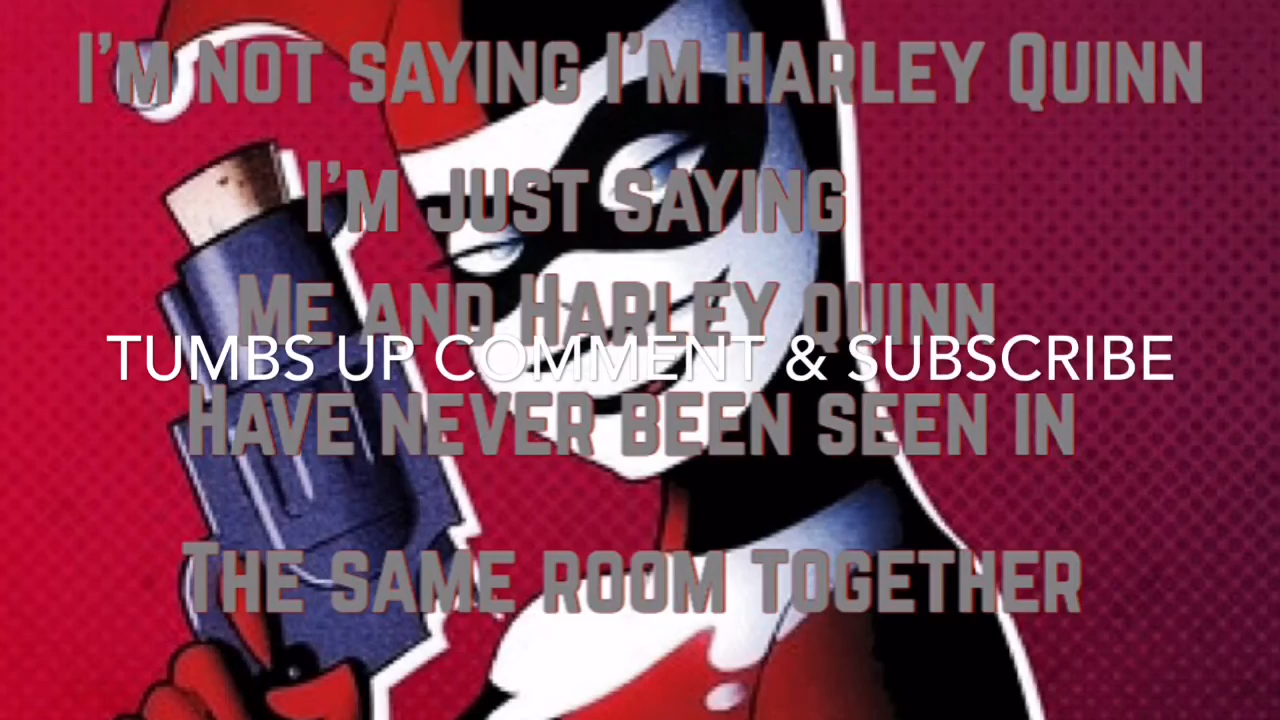 I'm not saying I'm Harley Quinn
I'm just saying
Me and Harley quinn
TUMBS UP COMMENT & SUBSCRIBE
Have never been seen in
The same room together